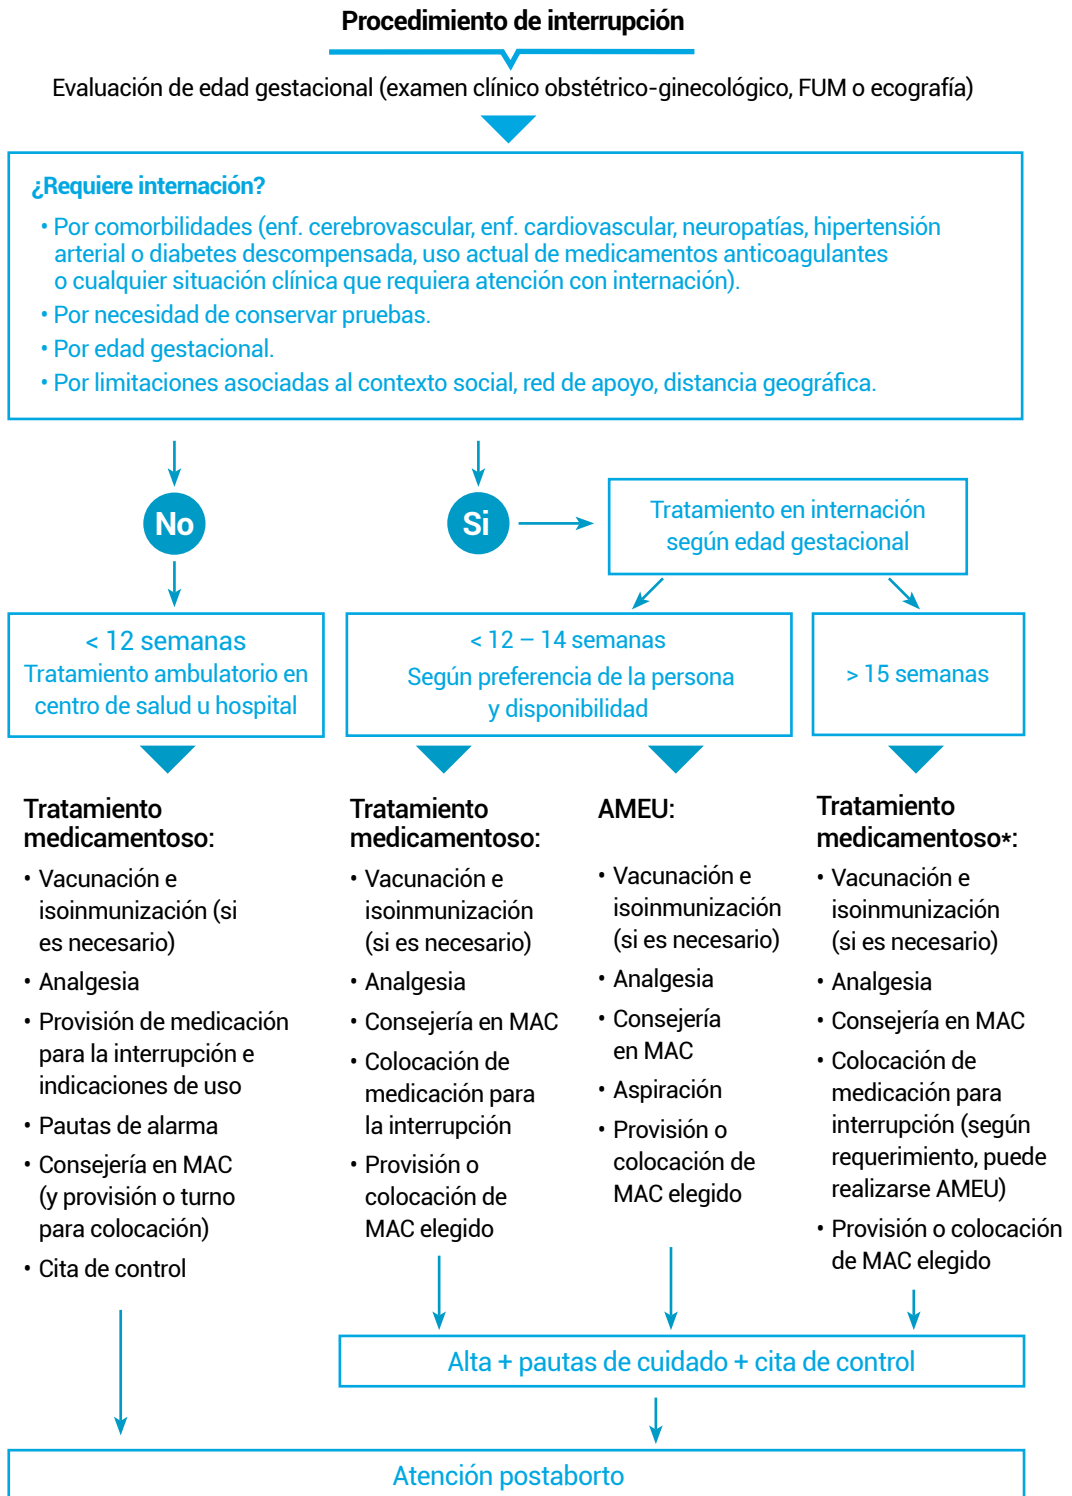 Procedimiento de interrupción
Evaluación de edad gestacional (examen clínico obstétrico-ginecológico, FUM o ecografía)
¿Requiere internación?
• Por comorbilidades (enf. cerebrovascular, enf. cardiovascular, neuropatías, hipertensión
arterial o diabetes descompensada, uso actual de medicamentos anticoagulantes
o cualquier situación clínica que requiera atención con internación).
• Por necesidad de conservar pruebas.
• Por edad gestacional.
• Por limitaciones asociadas al contexto social, red de apoyo, distancia geográfica.
No
Si
Tratamiento en internación
según edad gestacional
< 12 semanas
Tratamiento ambulatorio en
centro de salud u hospital
< 12 – 14 semanas
Según preferencia de la persona
y disponibilidad
> 15 semanas
Tratamiento
medicamentoso:
• Vacunación e
isoinmunización (si
es necesario)
• Analgesia
• Provisión de medicación
para la interrupción e
indicaciones de uso
• Pautas de alarma
• Consejería en MAC
(y provisión o turno
para colocación)
• Cita de control
Tratamiento
medicamentoso:
• Vacunación e
isoinmunización
(si es necesario)
• Analgesia
• Consejería en MAC
• Colocación de
medicación para
la interrupción
• Provisión o
colocación de
MAC elegido
AMEU:
• Vacunación e
isoinmunización
(si es necesario)
• Analgesia
• Consejería
en MAC
• Aspiración
• Provisión o
colocación de
MAC elegido
Tratamiento
medicamentoso*:
• Vacunación e
isoinmunización
(si es necesario)
• Analgesia
• Consejería en MAC
• Colocación de
medicación para
interrupción (según
requerimiento, puede
realizarse AMEU)
• Provisión o colocación
de MAC elegido
Alta + pautas de cuidado + cita de control
Atención postaborto